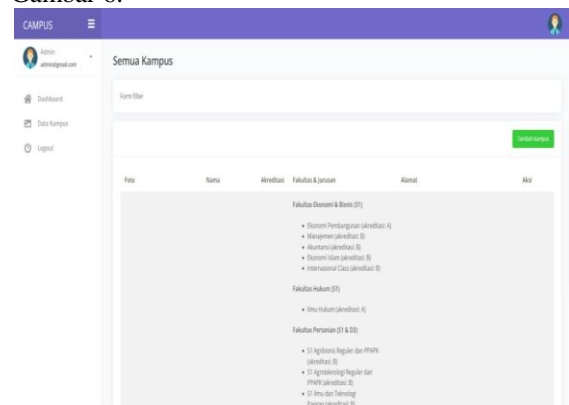 Gambar 6.
CAMPUS
Admin
admin@gmail.com
Dashboard
Data Kampus
Logout
Semua Kampus
Form filter
Tambah Kampus
Foto Nama Akreditasi Fakultas & Jurusan Alamat Aksi
Fakultas Ekonomi & Bisnis (S1)
Ekonomi Pembangunan (akreditasi: A)
Manajemen (akreditasi: B)
Akuntansi (akreditasi: B)
Ekonomi Islam (akreditasi: B)
Internasional Class (akreditasi: B)
Fakultas Hukum (S1)
Ilmu Hukum (akreditasi: A)
Fakultas Pertanian (S1 & D3)
S1 Agribisnis Reguler dan PPAPK
(akreditasi: B)
S1 Agroteknologi Reguler dan
PPAPK (akreditasi: B)
S1 Ilmu dan Teknologi
Pangan (akreditasi: B)